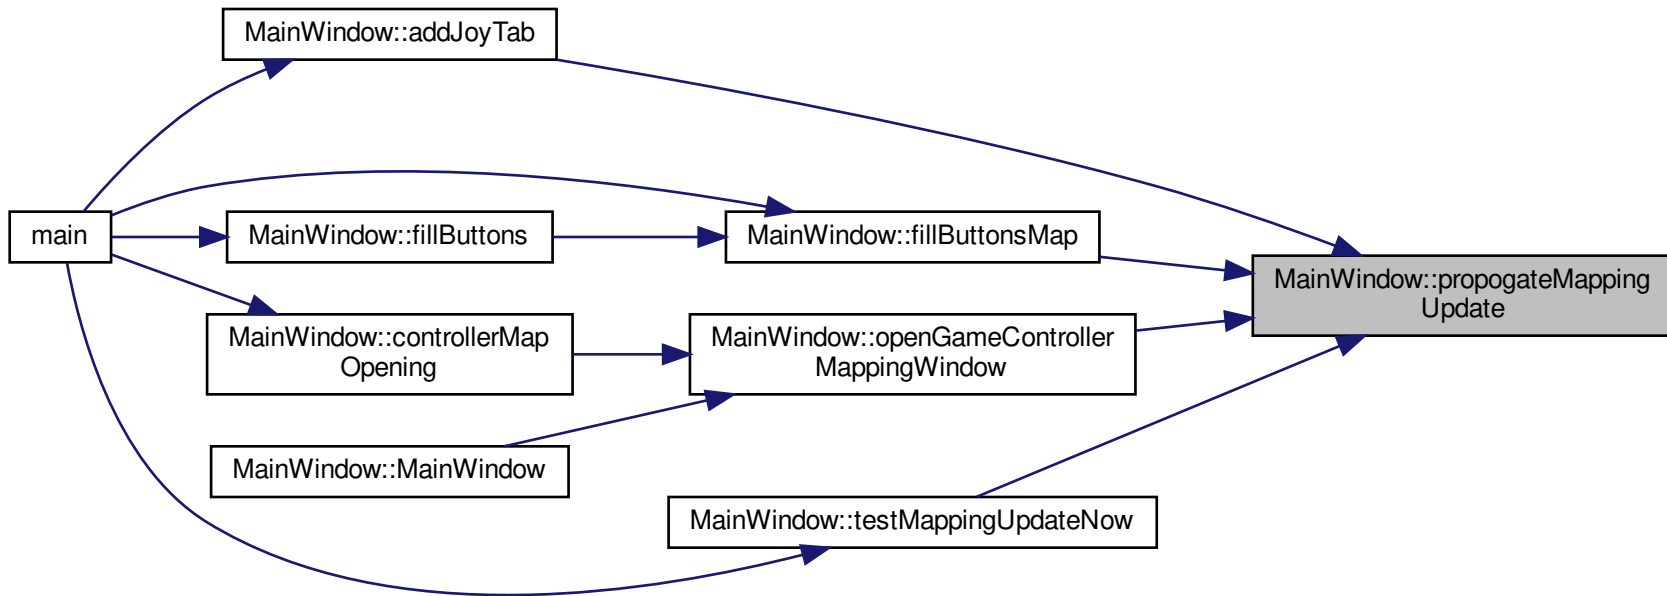 MainWindow::addJoyTab
main
MainWindow::fillButtons
MainWindow::fillButtonsMap
MainWindow::propogateMapping
Update
MainWindow::controllerMap
Opening
MainWindow::openGameController
MappingWindow
MainWindow::MainWindow
MainWindow::testMappingUpdateNow